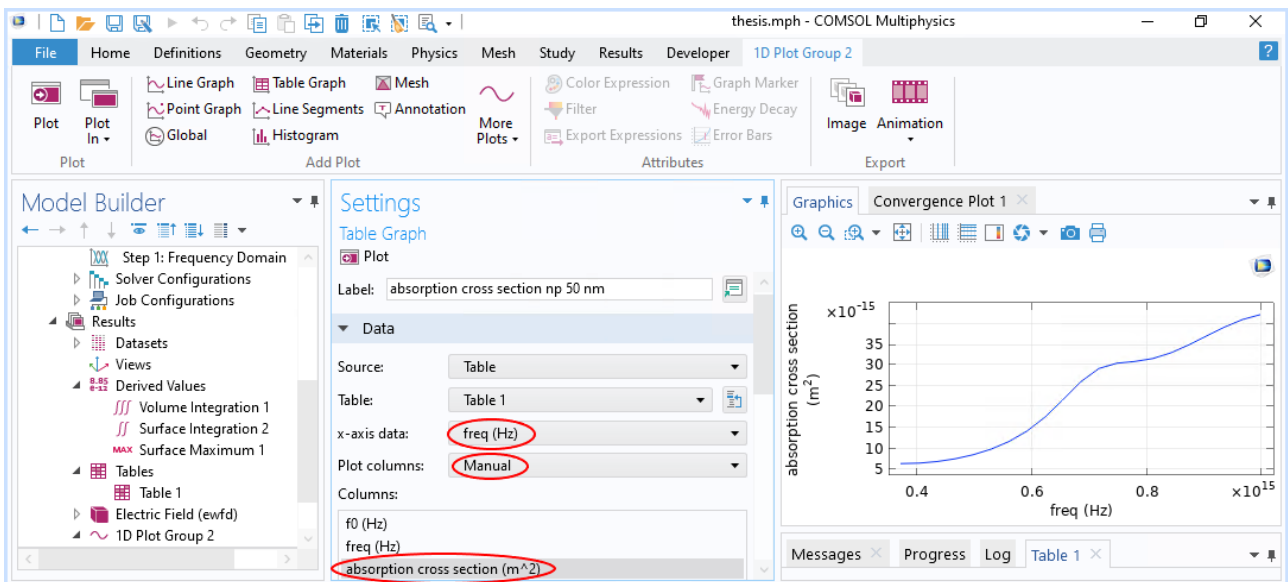 thesis.mph - COMSOL Multiphysics
File Home Definitions Geometry Materials Physics Mesh Study Results Developer 1D Plot Group 2 ?
Line Graph Table Graph Mesh Color Expression Graph Marker
Point Graph Line Segments Annotation Filter Energy Decay
Plot Plot In Global Histogram More Plots Export Expressions Error Bars Image Animation
Plot Add Plot Attributes Export
Model Builder
Step 1: Frequency Domain
Solver Configurations
Job Configurations
Results
Datasets
Views
8.85 e-12 Derived Values
Volume Integration 1
Surface Integration 2
MAX Surface Maximum 1
Tables
Table 1
Electric Field (ewfd)
1D Plot Group 2
Settings
Table Graph
Plot
Label: absorption cross section np 50 nm
Data
Source: Table
Table: Table 1
x-axis data: freq (Hz)
Plot columns: Manual
Columns:
f0 (Hz)
freq (Hz)
absorption cross section (m^2)
Graphics Convergence Plot 1
×10⁻¹⁵
35
30
25
20
15
10
5
absorption cross section
(m²)
0.4 0.6 0.8 ×10¹⁵
freq (Hz)
Messages Progress Log Table 1